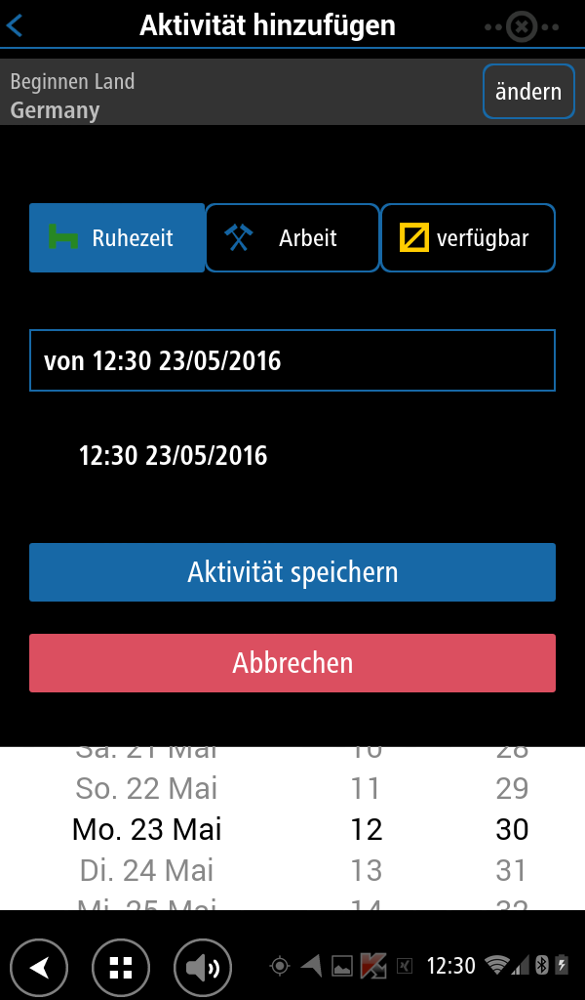 Aktivität hinzufügen
Beginnen Land
Germany
ändern
Ruhezeit
Arbeit
verfügbar
von 12:30 23/05/2016
12:30 23/05/2016
Aktivität speichern
Abbrechen
Sa. 21 Mai 10 28
So. 22 Mai 11 29
Mo. 23 Mai 12 30
Di. 24 Mai 13 31
Mi. 25 Mai 14 32
12:30